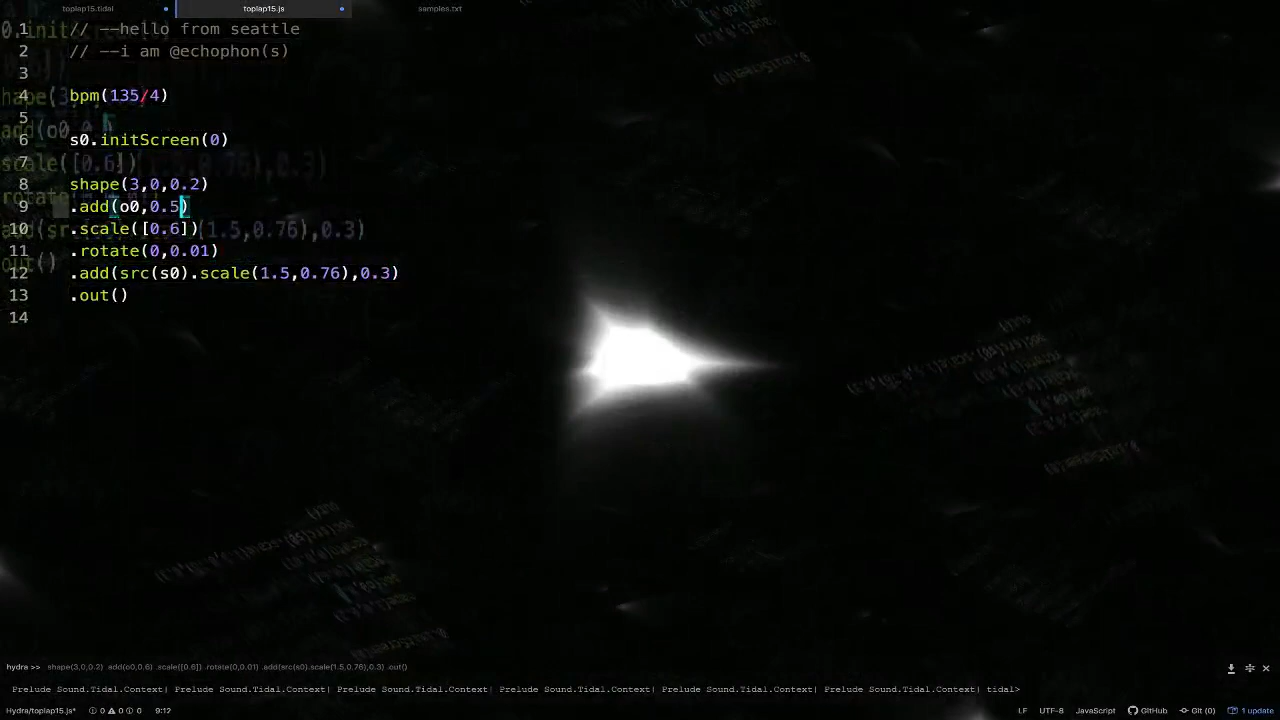 toplap15.tidal toplap15.js samples.txt
1 // --hello from seattle
2 // --i am @echophon(s)
3
4 bpm(135/4)
5
6 s0.initScreen(0)
7
8 shape(3,0,0.2)
9 .add(o0,0.5)
10 .scale([0.6])
11 .rotate(0,0.01)
12 .add(src(s0).scale(1.5,0.76),0.3)
13 .out()
14
hydra >> shape(3,0,0.2) .add(o0,0.6) .scale([0.6]) .rotate(0,0.01) .add(src(s0).scale(1.5,0.76),0.3) .out()
Prelude Sound.Tidal.Context| Prelude Sound.Tidal.Context| Prelude Sound.Tidal.Context| Prelude Sound.Tidal.Context| Prelude Sound.Tidal.Context| Prelude Sound.Tidal.Context| tidal>
Hydra/toplap15.js* 0 0 0 9:12 LF UTF-8 JavaScript GitHub Git (0) 1 update